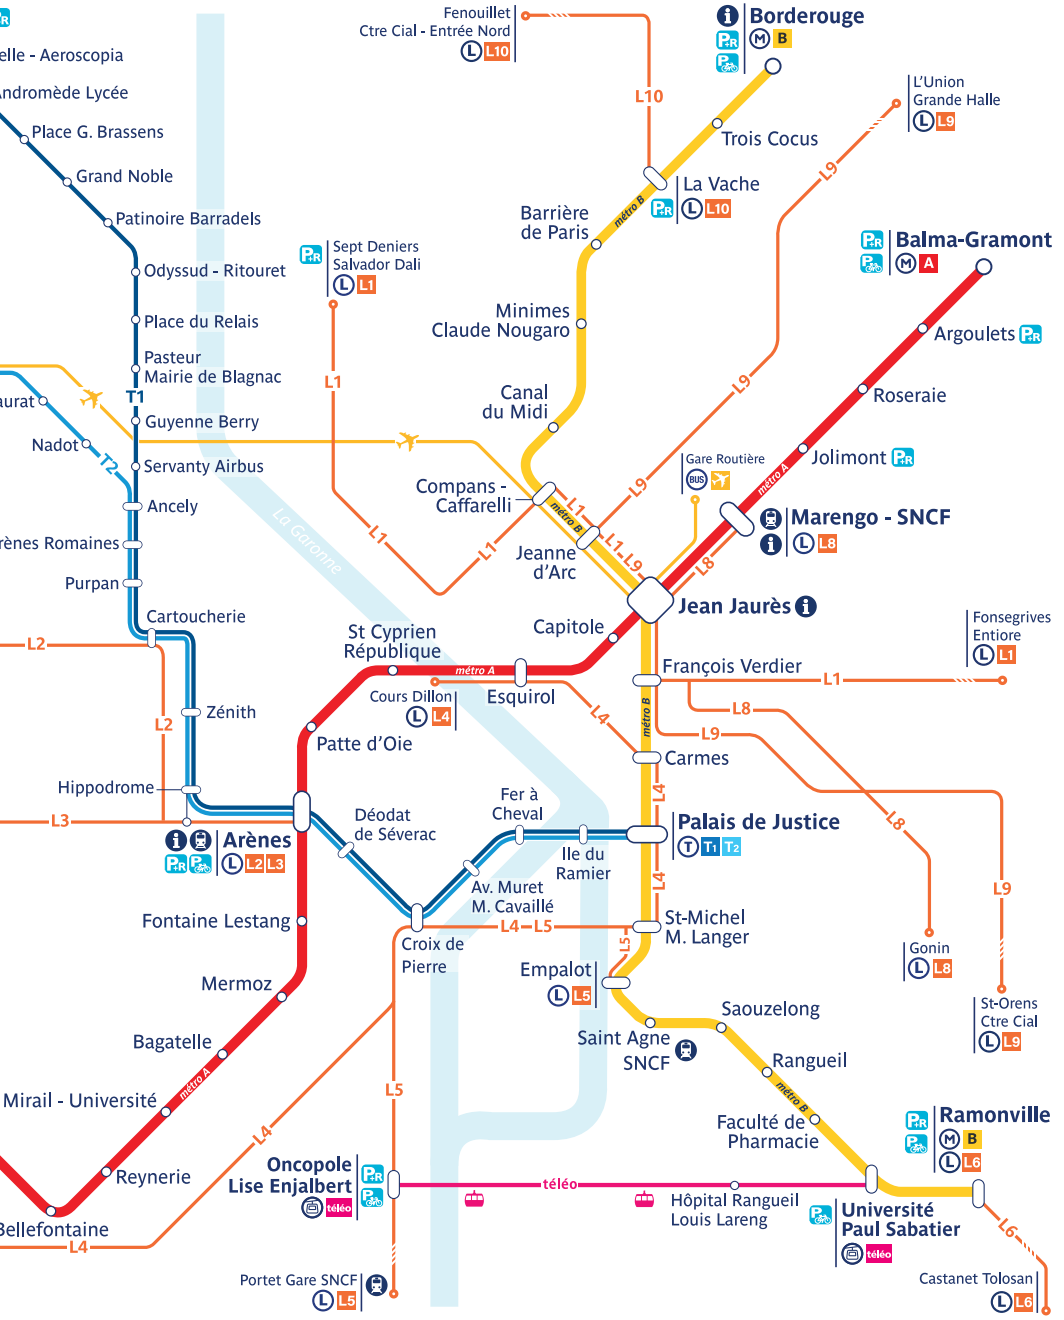 P+R
elle - Aeroscopia
Andromède Lycée
Place G. Brassens
Grand Noble
Patinoire Barradels
Odyssud - Ritouret
Place du Relais
Pasteur
Mairie de Blagnac
T1
Guyenne Berry
Servanty Airbus
aurat
Nadot
T2
Ancely
rènes Romaines
Purpan
Cartoucherie
L2
L2
Zénith
Hippodrome
L3
Arènes
P+R
L L2 L3
Fenouillet
Ctre Cial - Entrée Nord
L L10
L10
Borderouge
P+R
M B
P
Trois Cocus
La Vache
P+R
L L10
métro B
Barrière
de Paris
Minimes
Claude Nougaro
Canal
du Midi
Compans -
Caffarelli
métro B
Jeanne
d'Arc
L'Union
Grande Halle
L L9
L9
L9
L9
L9
P+R
Sept Deniers
Salvador Dali
L L1
L1
L1
L1
L1
L1
La Garonne
P+R
Balma-Gramont
P
M A
Argoulets P+R
Roseraie
Jolimont P+R
métro A
Gare Routière
BUS
Marengo - SNCF
L L8
L8
Jean Jaurès
Capitole
St Cyprien
République
métro A
Esquirol
Cours Dillon
L L4
L4
Patte d'Oie
Fonsegrives
Entiore
L L1
François Verdier
L1
L8
L9
métro B
Carmes
L4
Palais de Justice
T T1 T2
L4
L8
L9
Fer à
Cheval
Ile du
Ramier
Déodat
de Séverac
Av. Muret
M. Cavaillé
Croix de
Pierre
L4 L5
L5
St-Michel
M. Langer
Empalot
L L5
Gonin
L L8
St-Orens
Ctre Cial
L L9
Fontaine Lestang
Mermoz
Bagatelle
métro A
Mirail - Université
Reynerie
Bellefontaine
L4
L4
L5
Saint Agne
SNCF
Saouzelong
Rangueil
métro B
Faculté de
Pharmacie
P+R
Ramonville
P
M B
L L6
Oncopole
Lise Enjalbert
téléo
P+R
P
téléo
Hôpital Rangueil
Louis Lareng
P
Université
Paul Sabatier
téléo
L6
Castanet Tolosan
L L6
Portet Gare SNCF
L L5